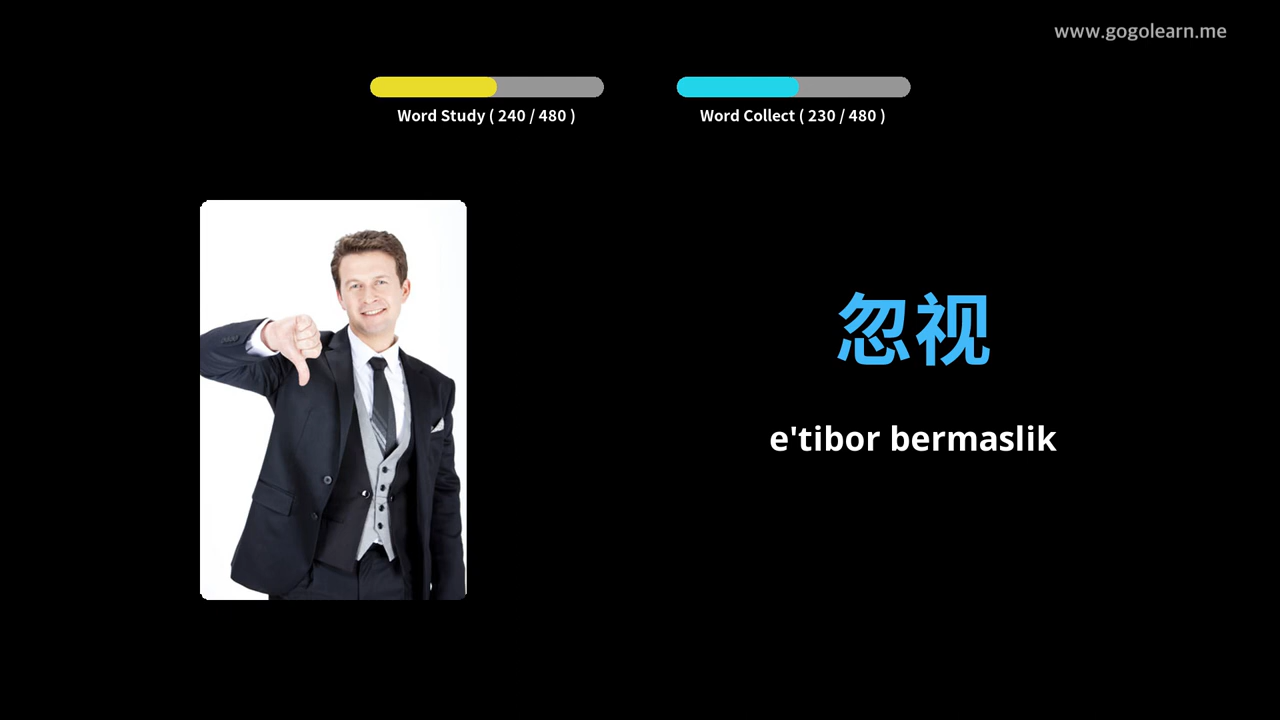 www.gogolearn.me
Word Study ( 240 / 480 )
Word Collect ( 230 / 480 )
忽视
e'tibor bermaslik